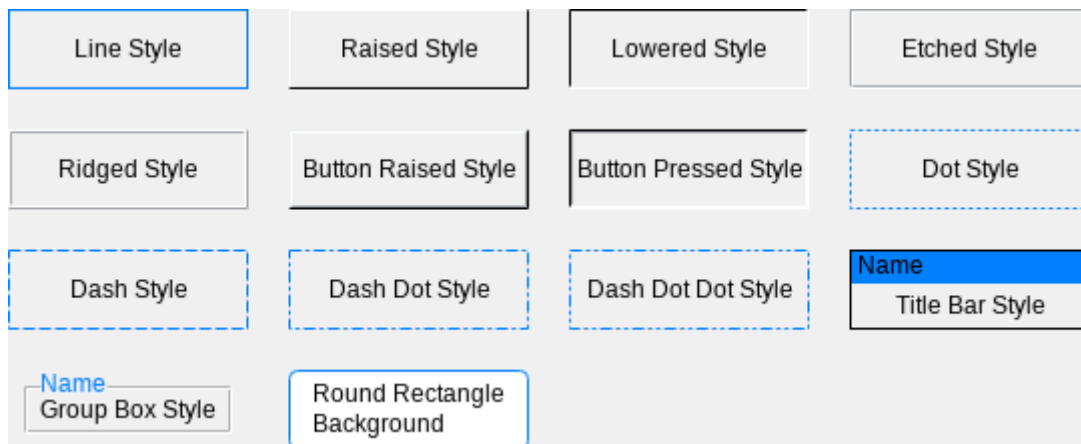 Line Style
Raised Style
Lowered Style
Etched Style
Ridged Style
Button Raised Style
Button Pressed Style
Dot Style
Dash Style
Dash Dot Style
Dash Dot Dot Style
Name
Title Bar Style
Name
Group Box Style
Round Rectangle
Background